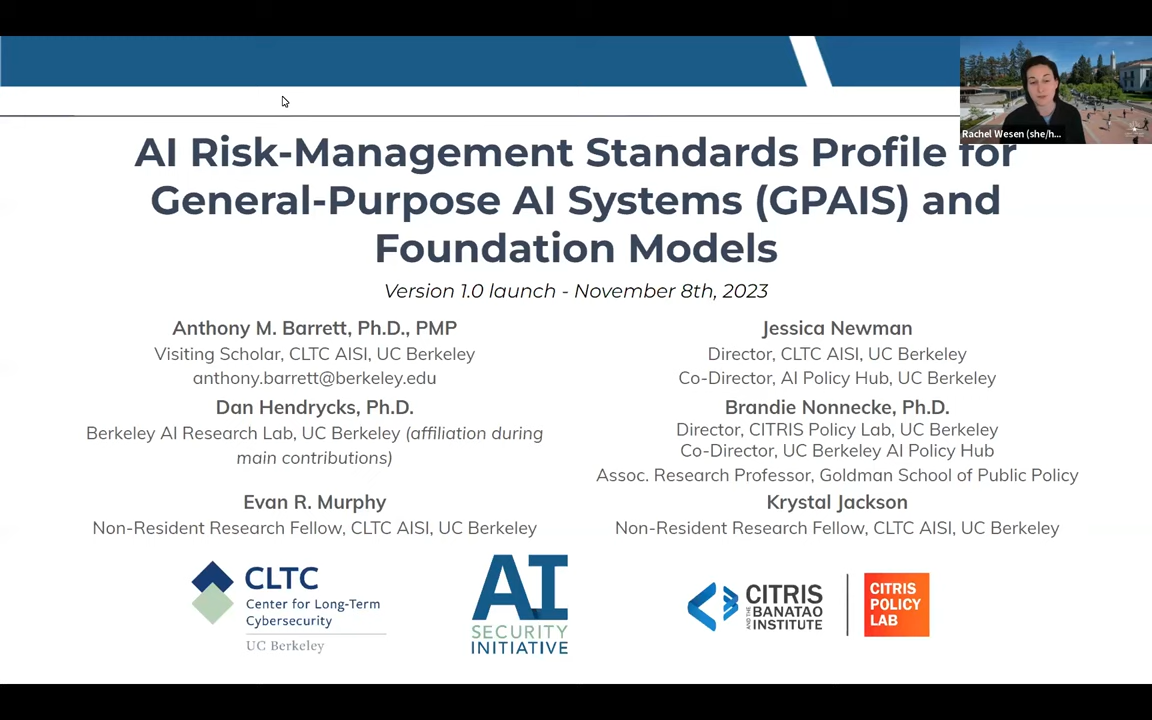 Rachel Wesen (she/h...
AI Risk-Management Standards Profile for
General-Purpose AI Systems (GPAIS) and
Foundation Models
Version 1.0 launch - November 8th, 2023
Anthony M. Barrett, Ph.D., PMP
Visiting Scholar, CLTC AISI, UC Berkeley
anthony.barrett@berkeley.edu
Dan Hendrycks, Ph.D.
Berkeley AI Research Lab, UC Berkeley (affiliation during
main contributions)
Evan R. Murphy
Non-Resident Research Fellow, CLTC AISI, UC Berkeley
Jessica Newman
Director, CLTC AISI, UC Berkeley
Co-Director, AI Policy Hub, UC Berkeley
Brandie Nonnecke, Ph.D.
Director, CITRIS Policy Lab, UC Berkeley
Co-Director, UC Berkeley AI Policy Hub
Assoc. Research Professor, Goldman School of Public Policy
Krystal Jackson
Non-Resident Research Fellow, CLTC AISI, UC Berkeley
CLTC
Center for Long-Term
Cybersecurity
UC Berkeley
AI
SECURITY
INITIATIVE
CITRIS
AND THE
BANATAO
INSTITUTE
CITRIS
POLICY
LAB